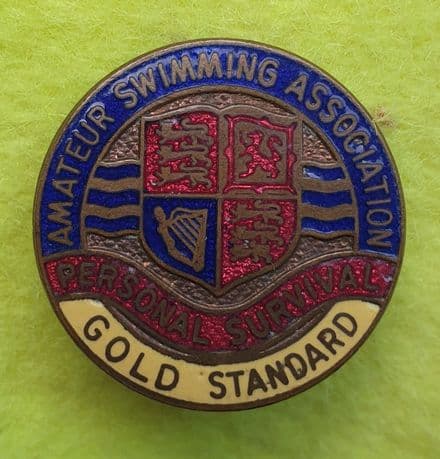 AMATEUR SWIMMING ASSOCIATION
PERSONAL SURVIVAL
GOLD STANDARD